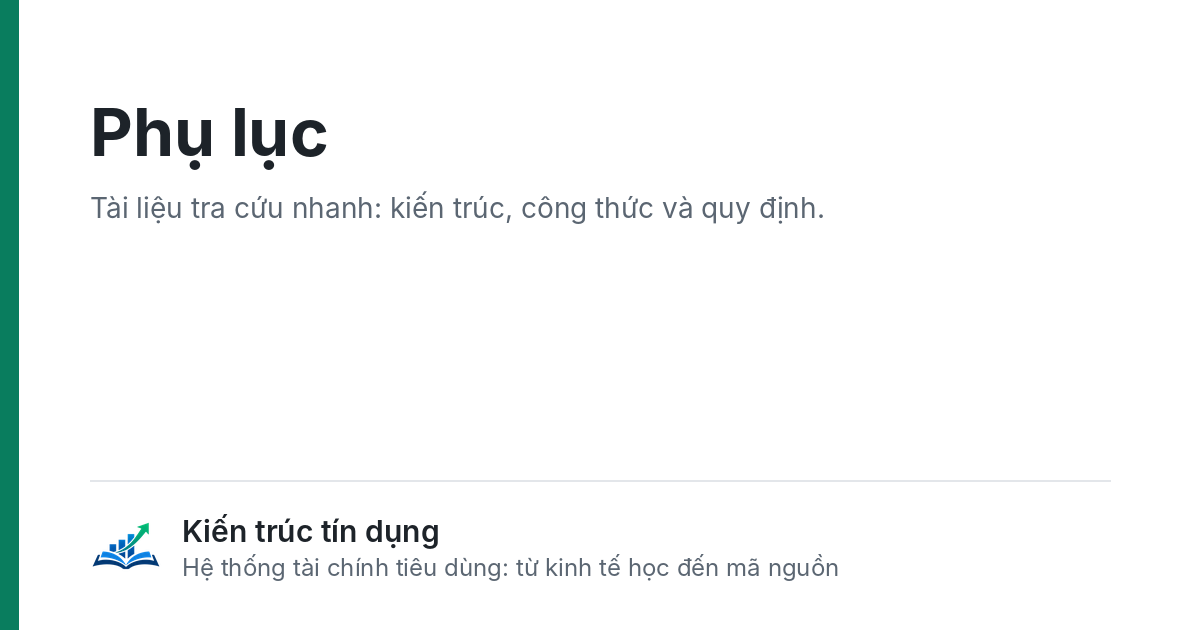 Phụ lục
Tài liệu tra cứu nhanh: kiến trúc, công thức và quy định.
Kiến trúc tín dụng
Hệ thống tài chính tiêu dùng: từ kinh tế học đến mã nguồn